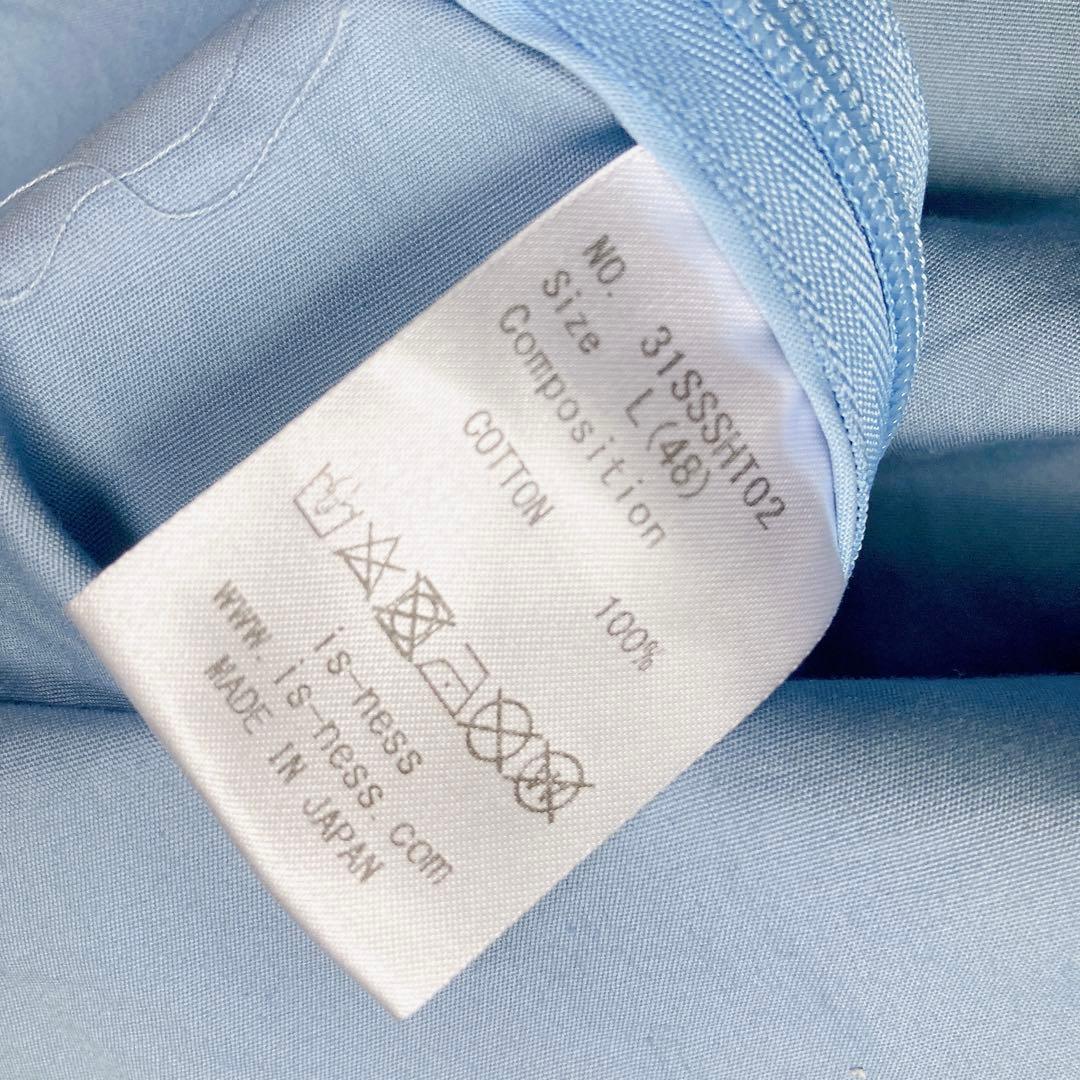 NO. 31SSSHT02
Size L(48)
Composition
COTTON 100%
is-ness
www.is-ness.com
MADE IN JAPAN